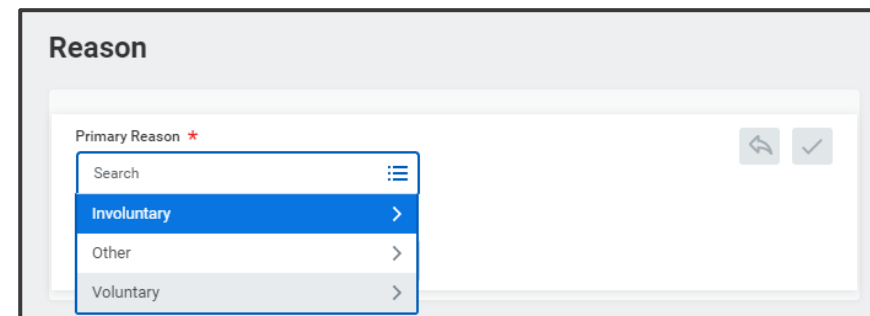 Reason
Primary Reason *
Search
Involuntary
Other
Voluntary